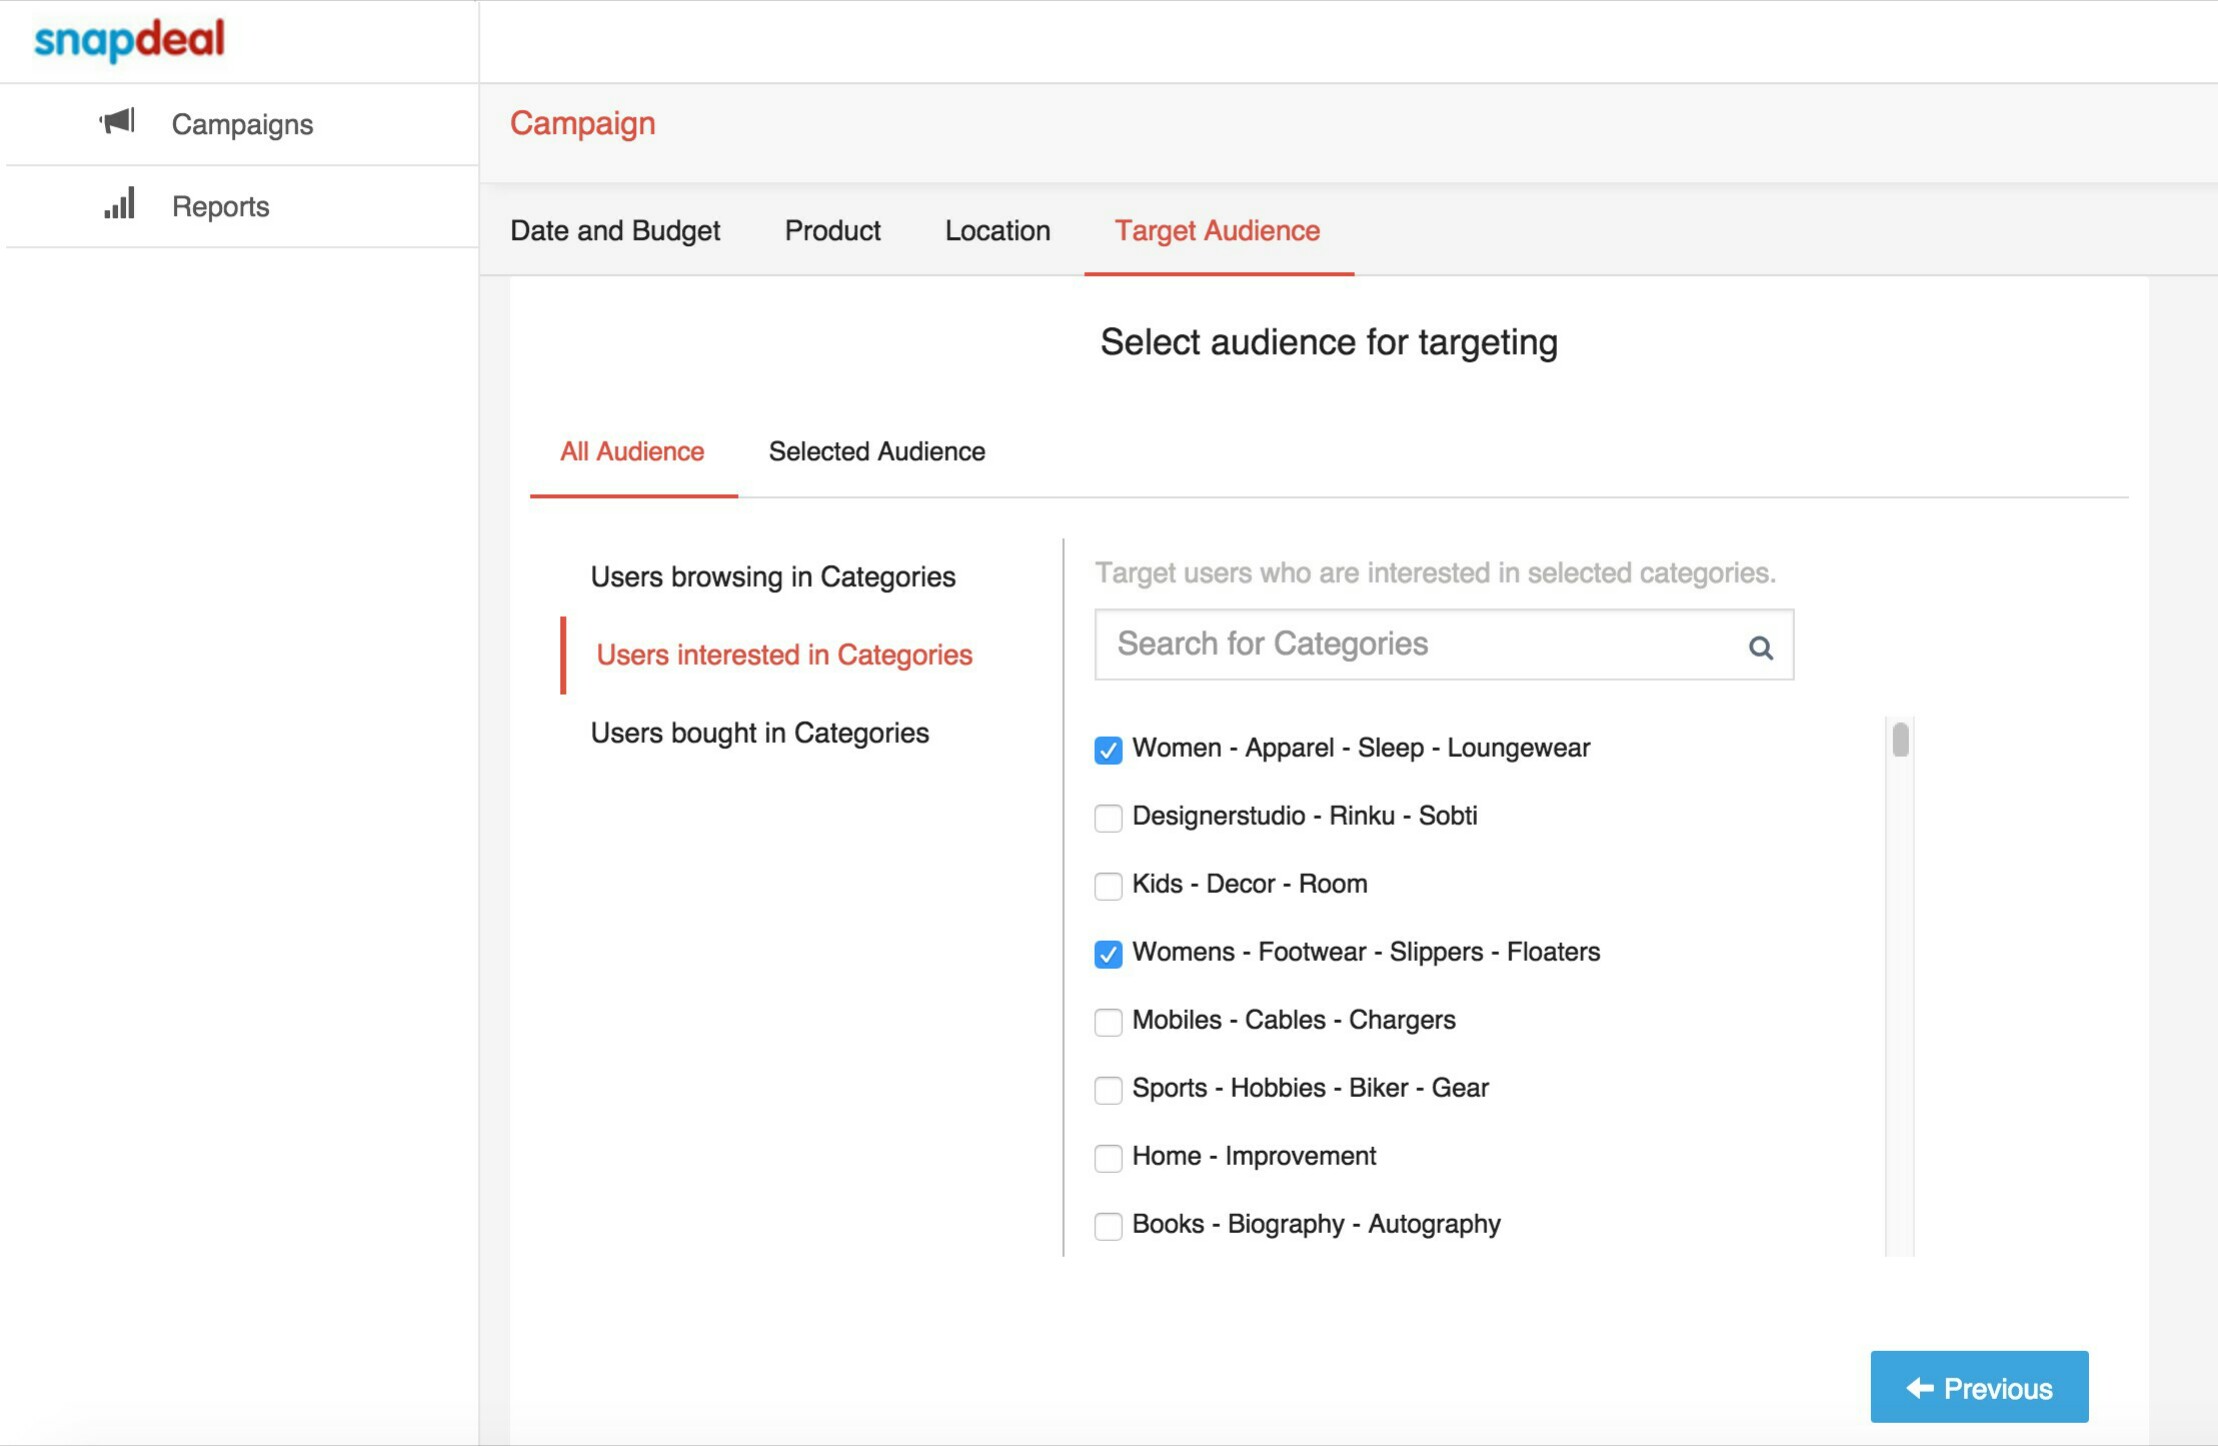 snapdeal
Campaigns
Reports
Campaign
Date and Budget
Product
Location
Target Audience
Select audience for targeting
All Audience
Selected Audience
Users browsing in Categories
Users interested in Categories
Users bought in Categories
Target users who are interested in selected categories.
Search for Categories
Women - Apparel - Sleep - Loungewear
Designerstudio - Rinku - Sobti
Kids - Decor - Room
Womens - Footwear - Slippers - Floaters
Mobiles - Cables - Chargers
Sports - Hobbies - Biker - Gear
Home - Improvement
Books - Biography - Autography
Previous